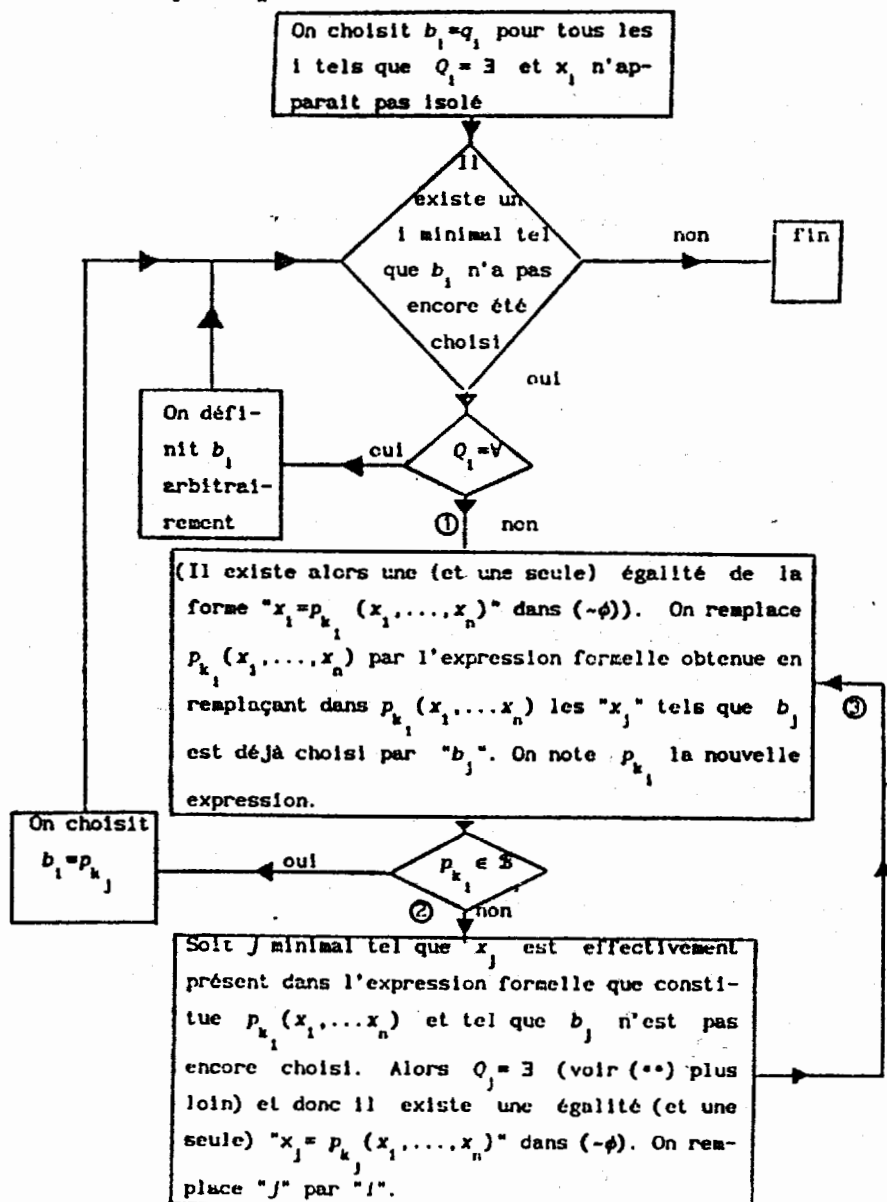 On choisit b_i=q_i pour tous les
i tels que Q_i= ∃ et x_i n'ap-
parait pas isolé
Il
existe un
i minimal tel
que b_i n'a pas
encore été
choisi
non
fin
oui
On défi-
nit b_i
arbitrai-
rement
oui
Q_i=∀
① non
(Il existe alors une (et une seule) égalité de la
forme "x_i=p_{k_i} (x_1,...,x_n)" dans (~φ)). On remplace
p_{k_i}(x_1,...,x_n) par l'expression formelle obtenue en
remplaçant dans p_{k_i}(x_1,...x_n) les "x_j" tels que b_j
est déjà choisi par "b_j". On note p_{k_i} la nouvelle
expression.
③
On choisit
b_i=p_{k_j}
oui
p_{k_i} ∈ 𝔹
② non
Soit j minimal tel que x_j est effectivement
présent dans l'expression formelle que consti-
tue p_{k_i}(x_1,...x_n) et tel que b_j n'est pas
encore choisi. Alors Q_j= ∃ (voir (**) plus
loin) et donc il existe une égalité (et une
seule) "x_j= p_{k_j}(x_1,...,x_n)" dans (~φ). On rem-
place "j" par "i".